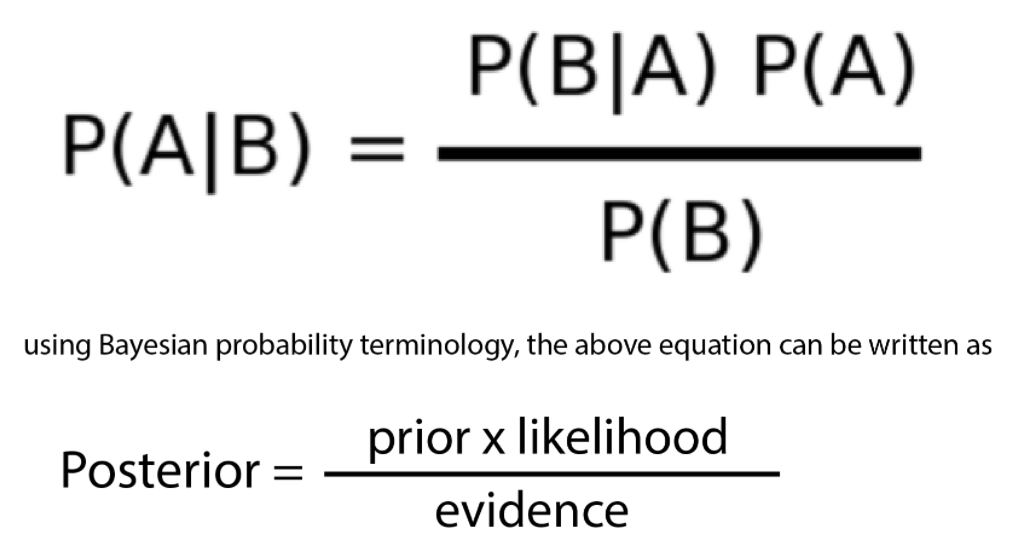 P(A|B) = P(B|A) P(A)
P(B)
using Bayesian probability terminology, the above equation can be written as
Posterior = prior x likelihood
evidence